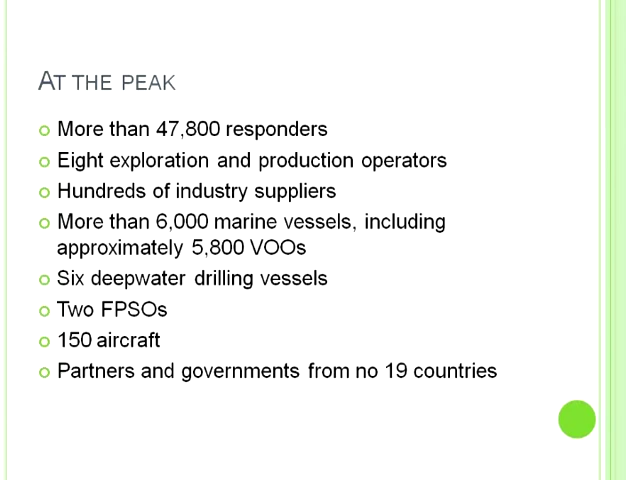 AT THE PEAK
More than 47,800 responders
Eight exploration and production operators
Hundreds of industry suppliers
More than 6,000 marine vessels, including
approximately 5,800 VOOs
Six deepwater drilling vessels
Two FPSOs
150 aircraft
Partners and governments from no 19 countries